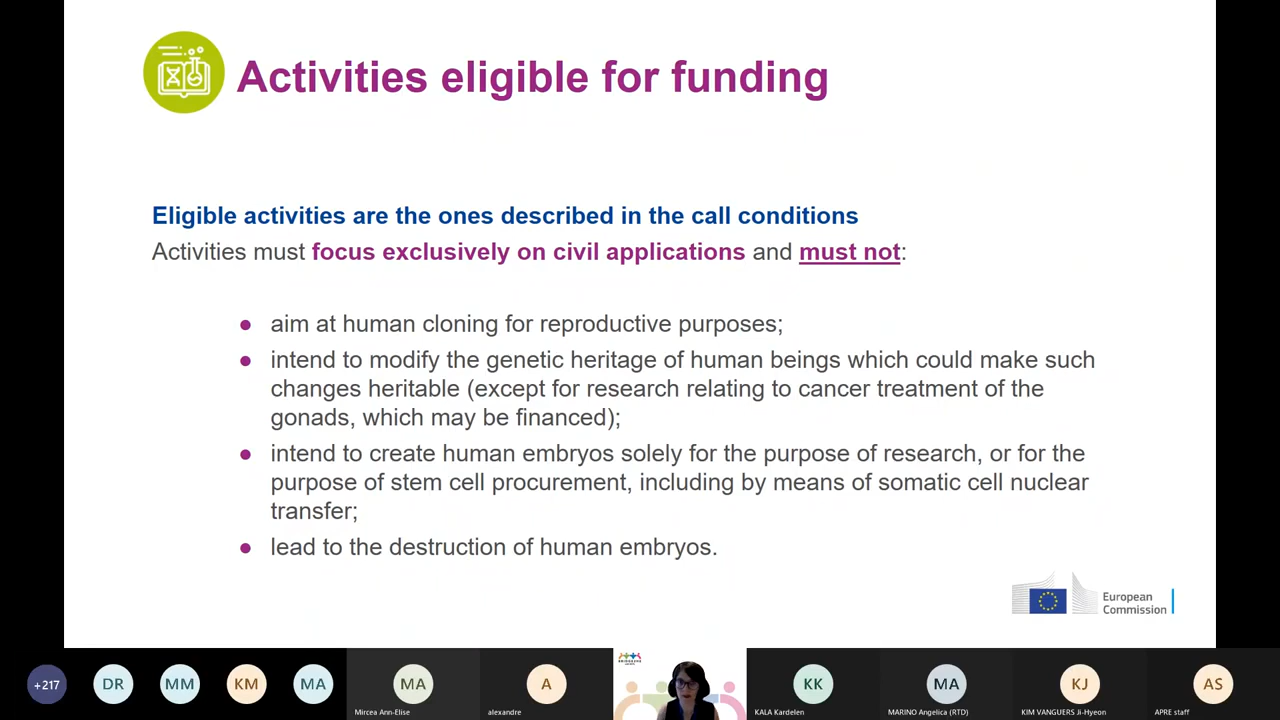 Activities eligible for funding
Eligible activities are the ones described in the call conditions
Activities must focus exclusively on civil applications and must not:
● aim at human cloning for reproductive purposes;
● intend to modify the genetic heritage of human beings which could make such
changes heritable (except for research relating to cancer treatment of the
gonads, which may be financed);
● intend to create human embryos solely for the purpose of research, or for the
purpose of stem cell procurement, including by means of somatic cell nuclear
transfer;
● lead to the destruction of human embryos.
European
Commission
+217
DR
MM
KM
MA
MA
Mircea Ann-Elise
A
alexandre
KK
KALA Kardelen
MA
MARINO Angelica (RTD)
KJ
KIM VANGUERS Ji-Hyeon
AS
APRE staff